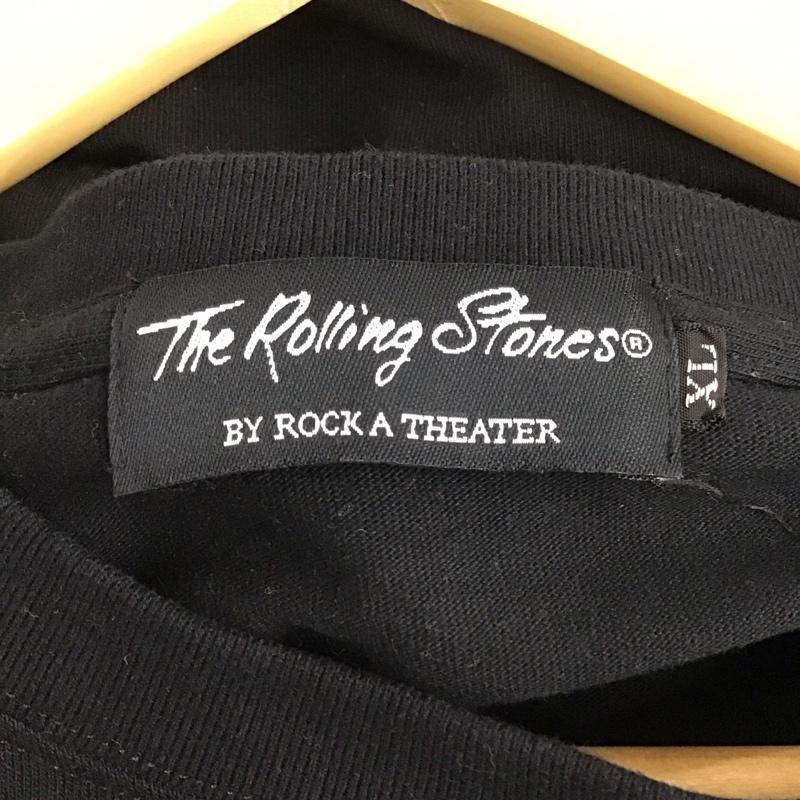 The Rolling Stones®
BY ROCK A THEATER
XL